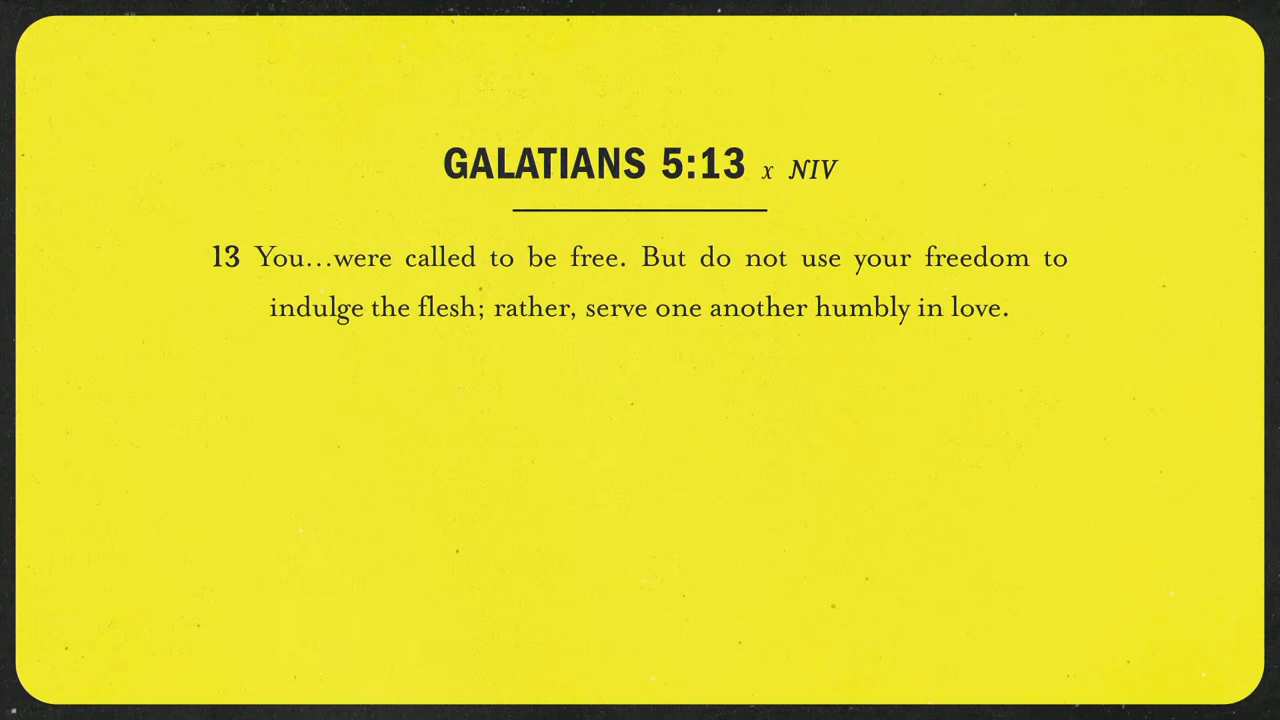 GALATIANS 5:13 x NIV
13 You...were called to be free. But do not use your freedom to
indulge the flesh; rather, serve one another humbly in love.